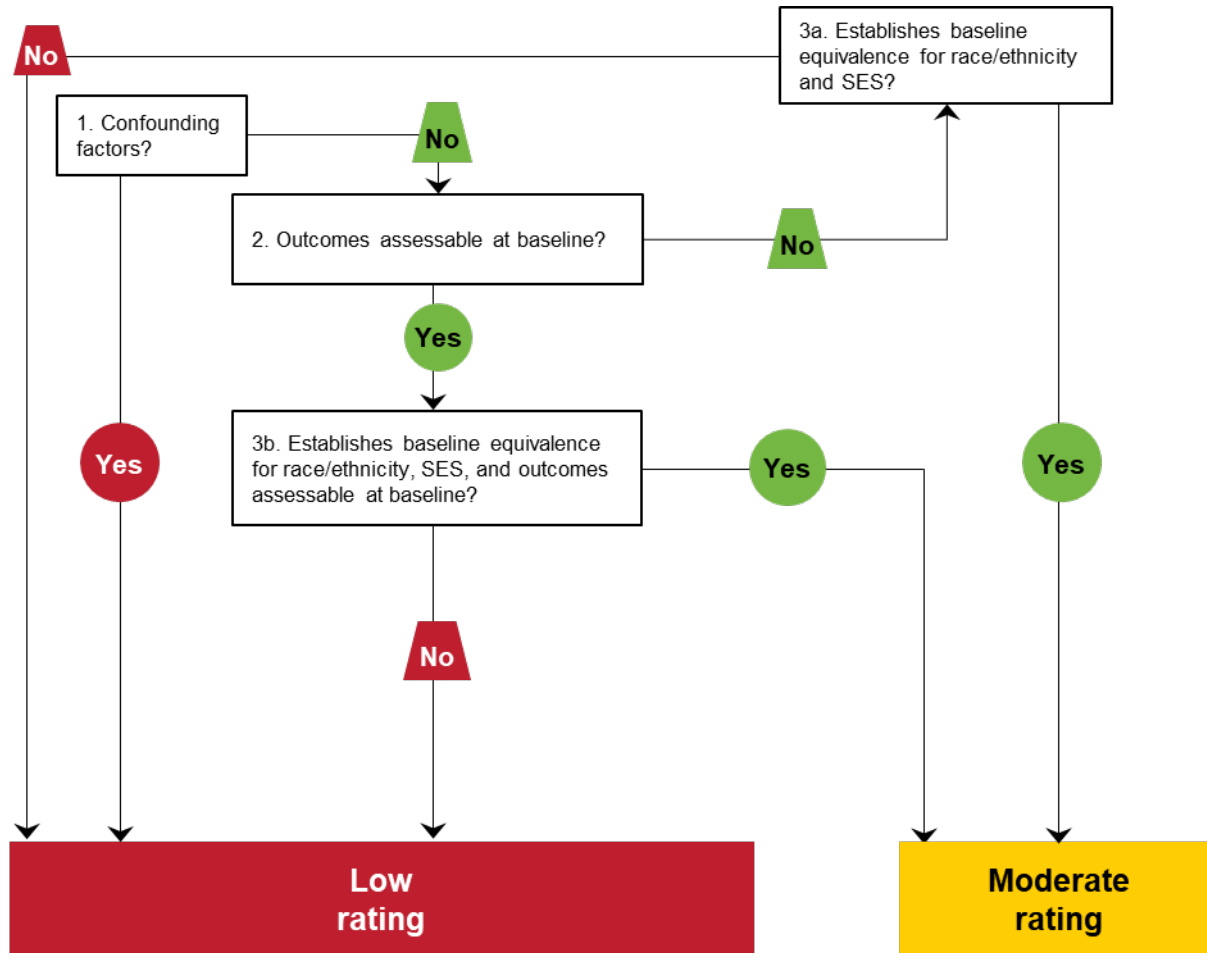 No
3a. Establishes baseline
equivalence for race/ethnicity
and SES?
1. Confounding
factors?
No
2. Outcomes assessable at baseline?
No
Yes
3b. Establishes baseline equivalence
for race/ethnicity, SES, and outcomes
assessable at baseline?
Yes
Yes
Yes
No
Low
rating
Moderate
rating